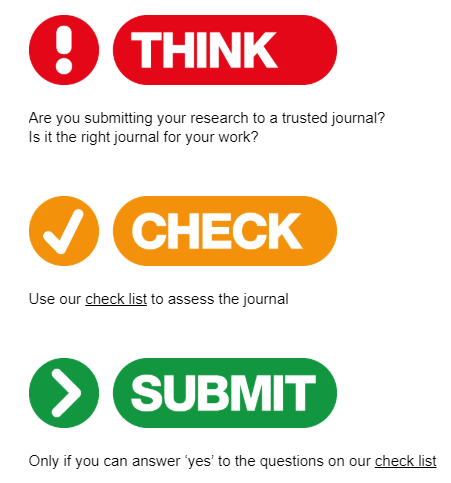 THINK
Are you submitting your research to a trusted journal?
Is it the right journal for your work?
CHECK
Use our check list to assess the journal
SUBMIT
Only if you can answer ‘yes’ to the questions on our check list